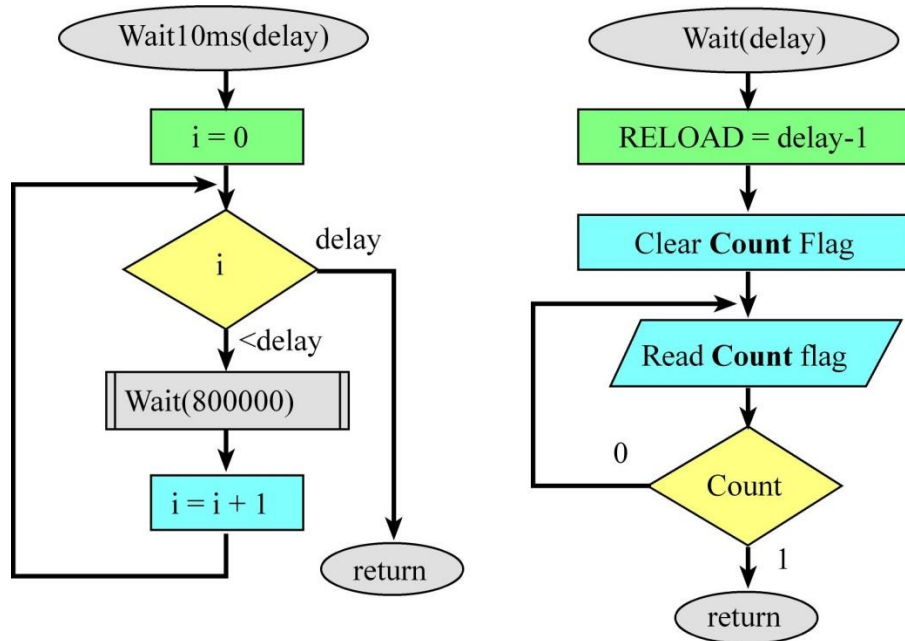 Wait10ms(delay)
i = 0
i
delay
<delay
Wait(800000)
i = i + 1
return
Wait(delay)
RELOAD = delay-1
Clear Count Flag
Read Count flag
0
Count
1
return